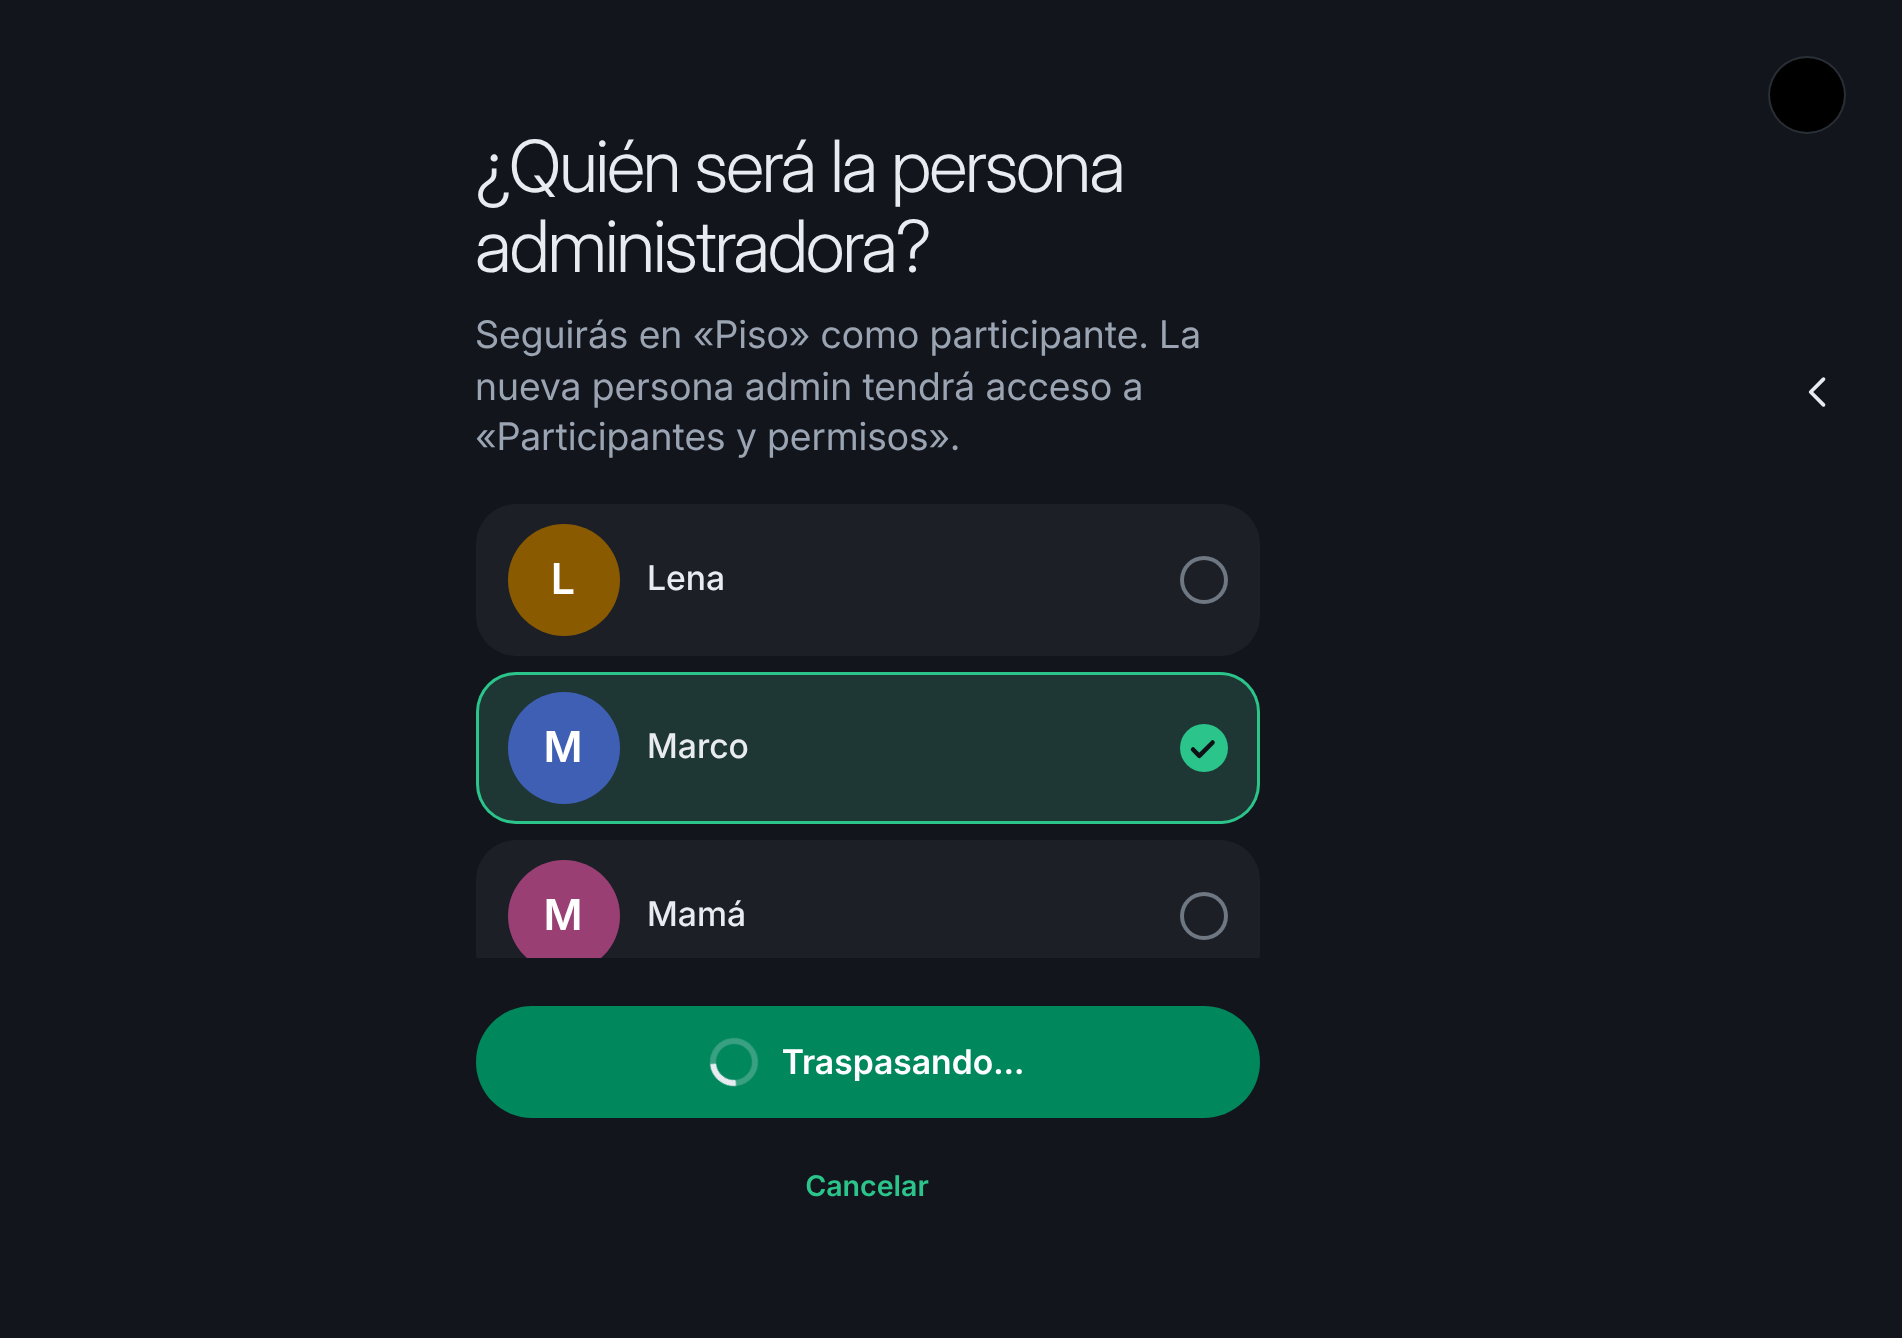 ¿Quién será la persona
administradora?
Seguirás en «Piso» como participante. La
nueva persona admin tendrá acceso a
«Participantes y permisos».
L Lena
M Marco
M Mamá
Traspasando...
Cancelar